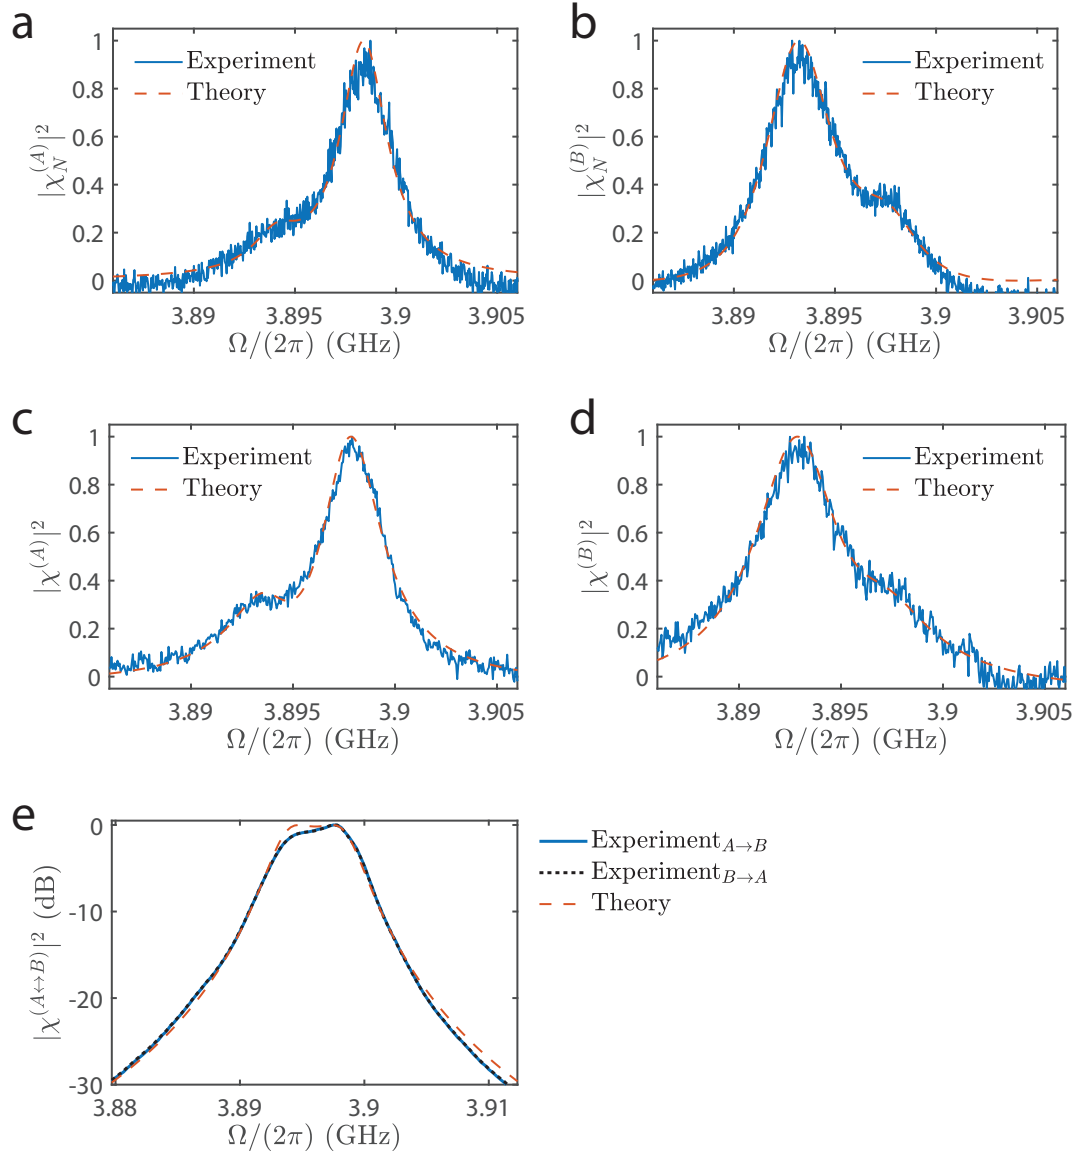 a
1
0.8
0.6
0.4
0.2
0
|χ_N^(A)|²
Experiment
Theory
3.89
3.895
3.9
3.905
Ω/(2π) (GHz)
b
1
0.8
0.6
0.4
0.2
0
|χ_N^(B)|²
Experiment
Theory
3.89
3.895
3.9
3.905
Ω/(2π) (GHz)
c
1
0.8
0.6
0.4
0.2
0
|χ^(A)|²
Experiment
Theory
3.89
3.895
3.9
3.905
Ω/(2π) (GHz)
d
1
0.8
0.6
0.4
0.2
0
|χ^(B)|²
Experiment
Theory
3.89
3.895
3.9
3.905
Ω/(2π) (GHz)
e
0
-10
-20
-30
|χ^(A↔B)|² (dB)
3.88
3.89
3.9
3.91
Ω/(2π) (GHz)
Experiment_A→B
Experiment_B→A
Theory